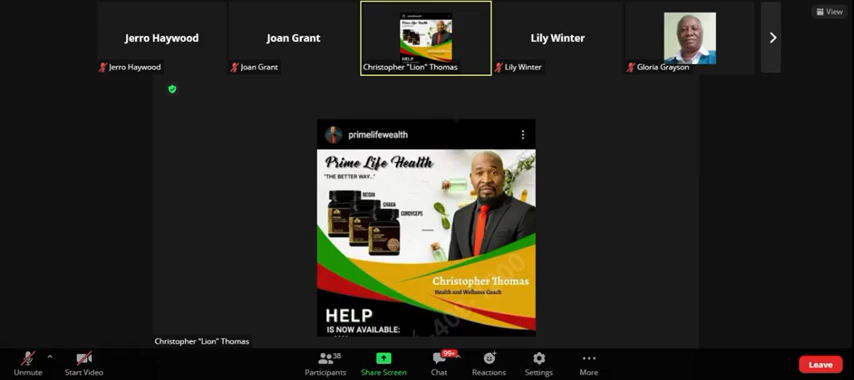 View
Jerro Haywood
Joan Grant
Lily Winter
Jerro Haywood
Joan Grant
Christopher "Lion" Thomas
Lily Winter
Gloria Grayson
primelifewealth
Prime Life Health
"THE BETTER WAY..."
REISHI
CHAGA
CORDYCEPS
Christopher Thomas
Health and Wellness Coach
HELP
IS NOW AVAILABLE:
Christopher "Lion" Thomas
Unmute
Start Video
38
Participants
Share Screen
99+
Chat
Reactions
Settings
More
Leave